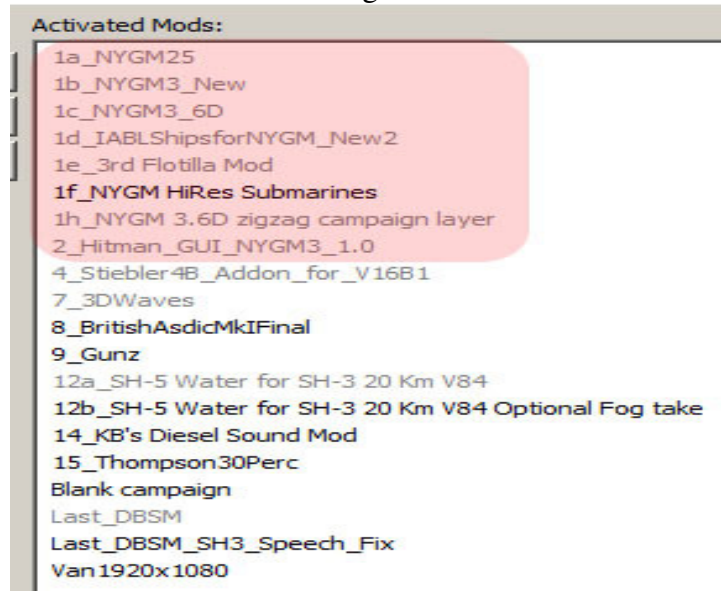 Activated Mods:
1a_NYGM25
1b_NYGM3_New
1c_NYGM3_6D
1d_IABLShipsforNYGM_New2
1e_3rd Flotilla Mod
1f_NYGM HiRes Submarines
1h_NYGM 3.6D zigzag campaign layer
2_Hitman_GUI_NYGM3_1.0
4_Stiebler4B_Addon_for_V16B1
7_3DWaves
8_BritishAsdicMkIFinal
9_Gunz
12a_SH-5 Water for SH-3 20 Km V84
12b_SH-5 Water for SH-3 20 Km V84 Optional Fog take
14_KB's Diesel Sound Mod
15_Thompson30Perc
Blank campaign
Last_DBSM
Last_DBSM_SH3_Speech_Fix
Van1920x1080